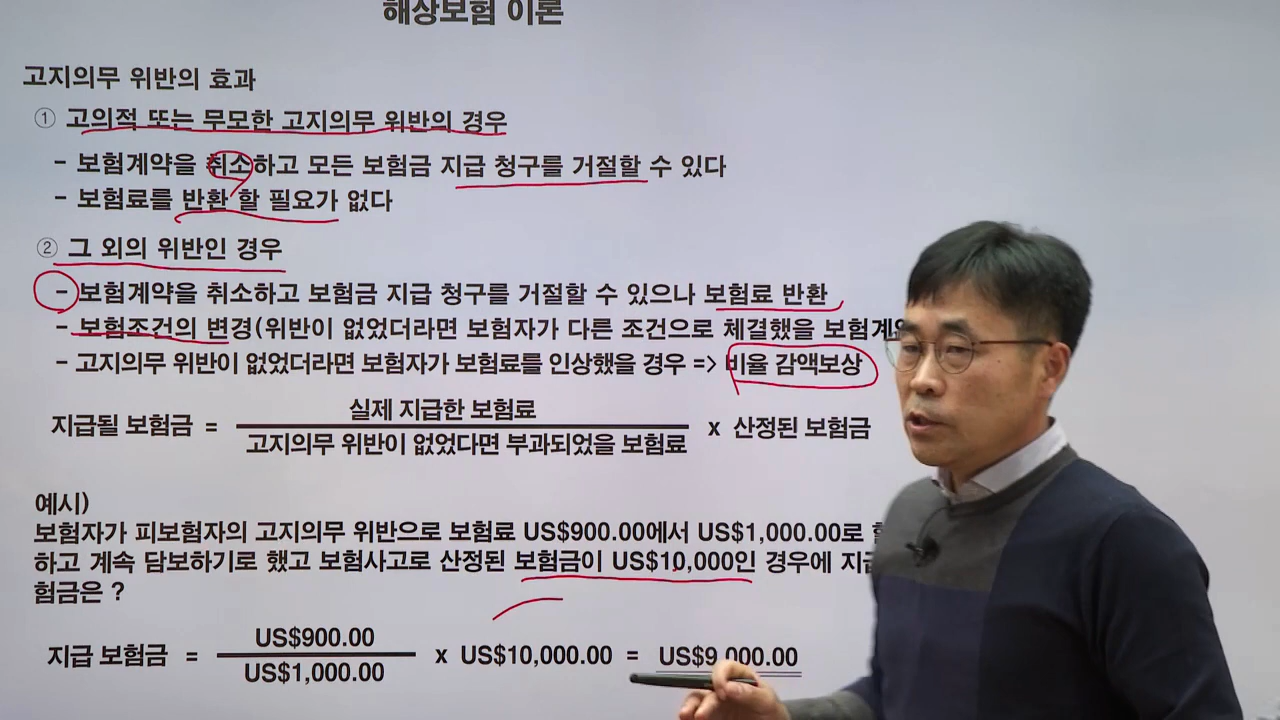 해상보험 이론
고지의무 위반의 효과
① 고의적 또는 무모한 고지의무 위반의 경우
- 보험계약을 취소하고 모든 보험금 지급 청구를 거절할 수 있다
- 보험료를 반환 할 필요가 없다
② 그 외의 위반인 경우
- 보험계약을 취소하고 보험금 지급 청구를 거절할 수 있으나 보험료 반환
- 보험조건의 변경(위반이 없었더라면 보험자가 다른 조건으로 체결했을
- 고지의무 위반이 없었더라면 보험자가 보험료를 인상했을 경우 => 비율 감액보상
실제 지급한 보험료
지급될 보험금 = x 산정된 보험금
고지의무 위반이 없었다면 부과되었을 보험료
예시)
보험자가 피보험자의 고지의무 위반으로 보험료 US$900.00에서 US$1,000.00로
하고 계속 담보하기로 했고 보험사고로 산정된 보험금이 US$10,000인 경우에
험금은 ?
US$900.00
지급 보험금 = x US$10,000.00 = US$9,000.00
US$1,000.00